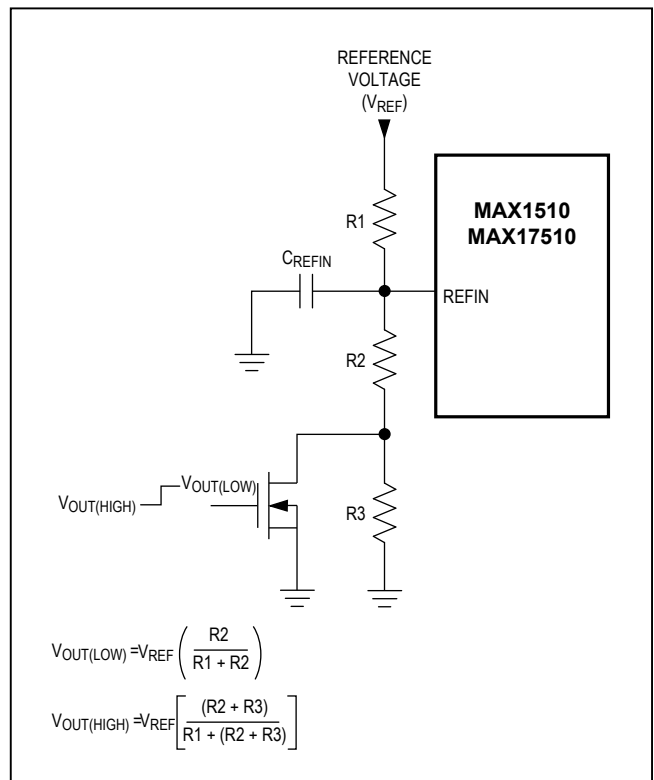 REFERENCE
VOLTAGE
(VREF)
R1
MAX1510
MAX17510
CREFIN
REFIN
R2
VOUT(LOW)
VOUT(HIGH)
R3
VOUT(LOW) =VREF ( R2 / R1 + R2 )
VOUT(HIGH) =VREF [ (R2 + R3) / R1 + (R2 + R3) ]